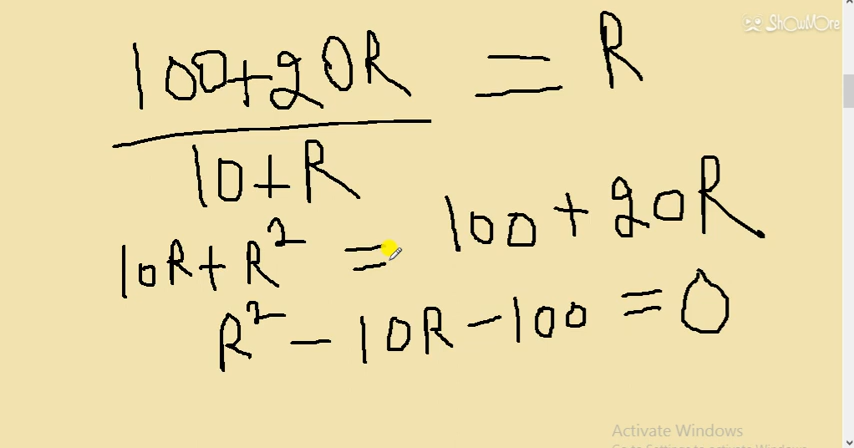 ShowMore
100+20R = R
10+R
10R+R² = 100+20R
R²-10R-100=0
Activate Windows